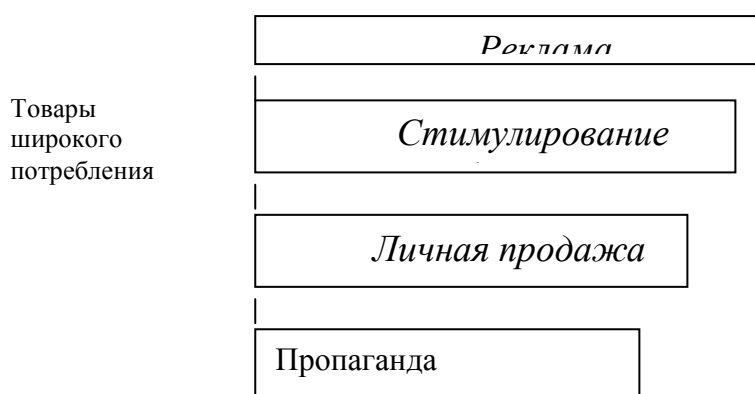 Реклама
Товары
широкого
потребления
Стимулирование
Личная продажа
Пропаганда